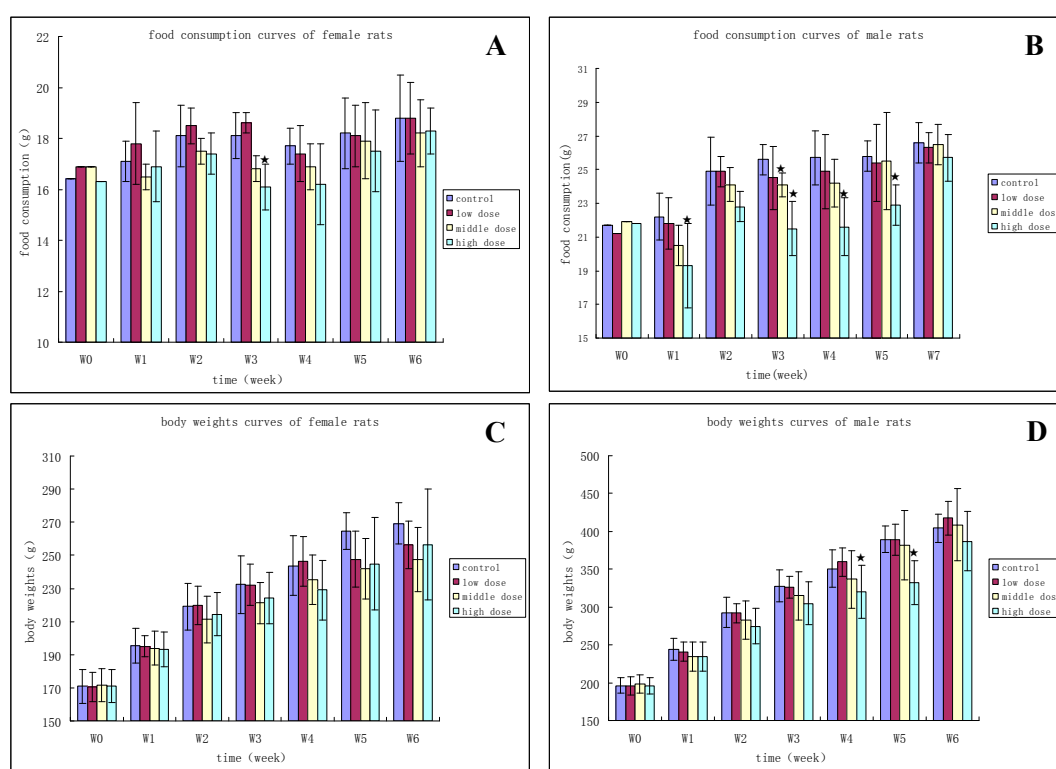 food consumption curves of female rats
A
22
20
18
16
14
12
10
food consumption (g)
★
W0 W1 W2 W3 W4 W5 W6
time（week）
control
low dose
middle dose
high dose
food consumption curves of male rats
B
31
29
27
25
23
21
19
17
15
food consumption(g)
★ ★ ★ ★ ★
W0 W1 W2 W3 W4 W5 W7
time(week)
control
low dose
middle dose
high dose
body weights curves of female rats
C
310
290
270
250
230
210
190
170
150
body weights（g）
W0 W1 W2 W3 W4 W5 W6
time（week）
control
low dose
middle dose
high dose
body weights curves of male rats
D
500
450
400
350
300
250
200
150
body weights（g）
★ ★
W0 W1 W2 W3 W4 W5 W6
time（week）
control
low dose
middle dose
high dose